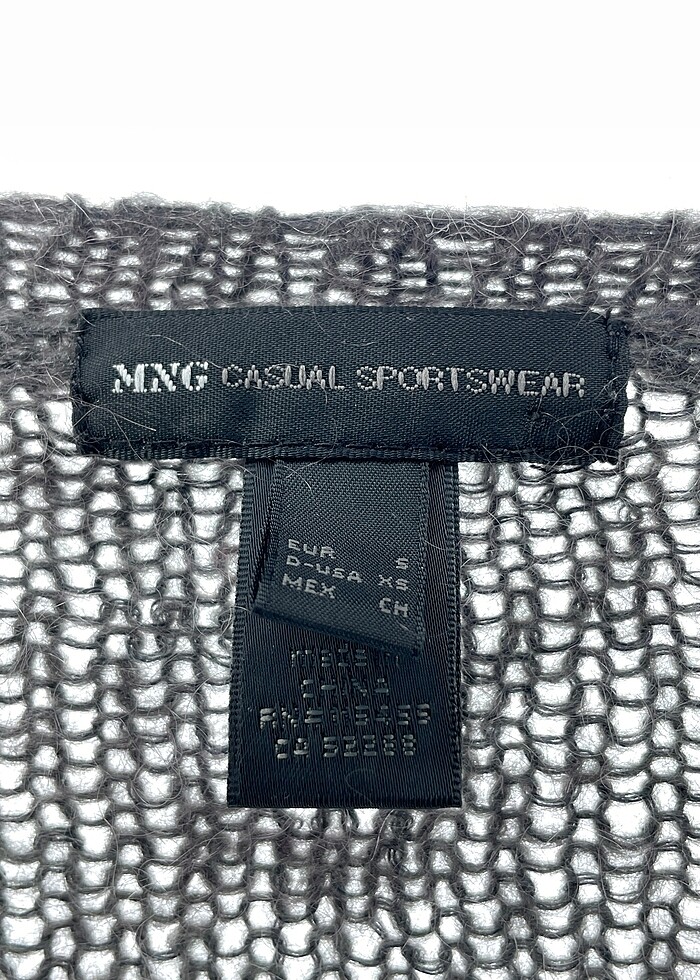 MNG CASUAL SPORTSWEAR
EUR S
D-USA XS
MEX CH
MADE IN
CHINA